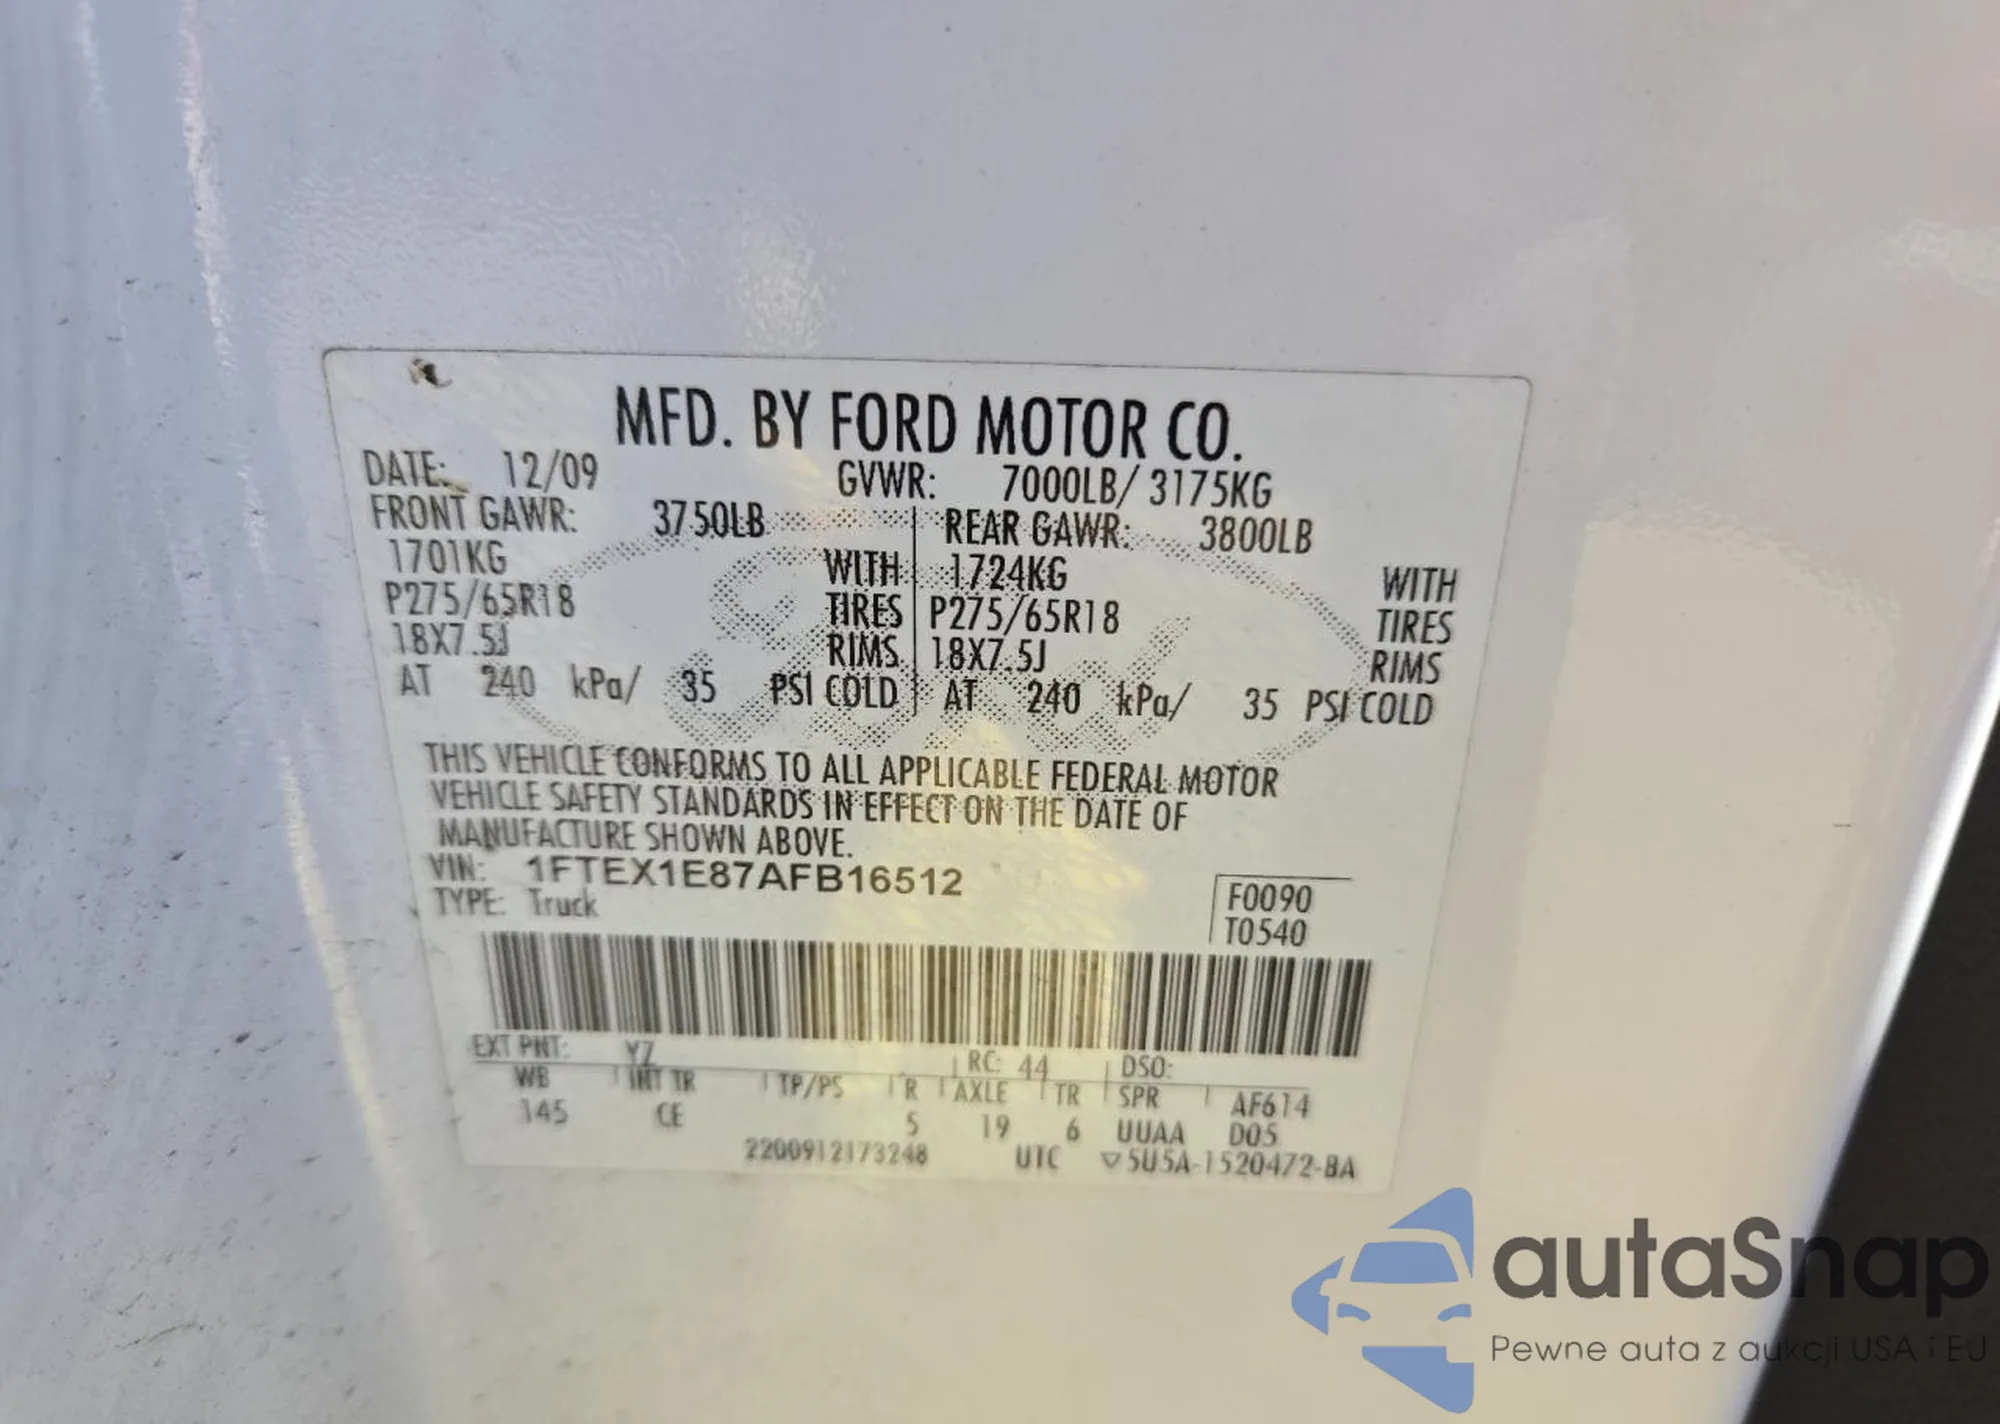 MFD. BY FORD MOTOR CO.
DATE: 12/09 GVWR: 7000LB/ 3175KG
FRONT GAWR: 3750LB REAR GAWR: 3800LB
1701KG WITH 1724KG WITH
P275/65R18 TIRES P275/65R18 TIRES
18X7.5J RIMS 18X7.5J RIMS
AT 240 kPa/ 35 PSI COLD AT 240 kPa/ 35 PSI COLD
THIS VEHICLE CONFORMS TO ALL APPLICABLE FEDERAL MOTOR
VEHICLE SAFETY STANDARDS IN EFFECT ON THE DATE OF
MANUFACTURE SHOWN ABOVE.
VIN: 1FTEX1E87AFB16512
TYPE: Truck
F0090
T0540
EXT PNT: YZ RC: 44 DSO:
WB INT TR TP/PS R AXLE TR SPR AF614
145 CE 5 19 6 UUAA D05
2200912173248 UTC ▽5U5A-1520472-BA
Ford
autaSnap
Pewne auta z aukcji USA i EU